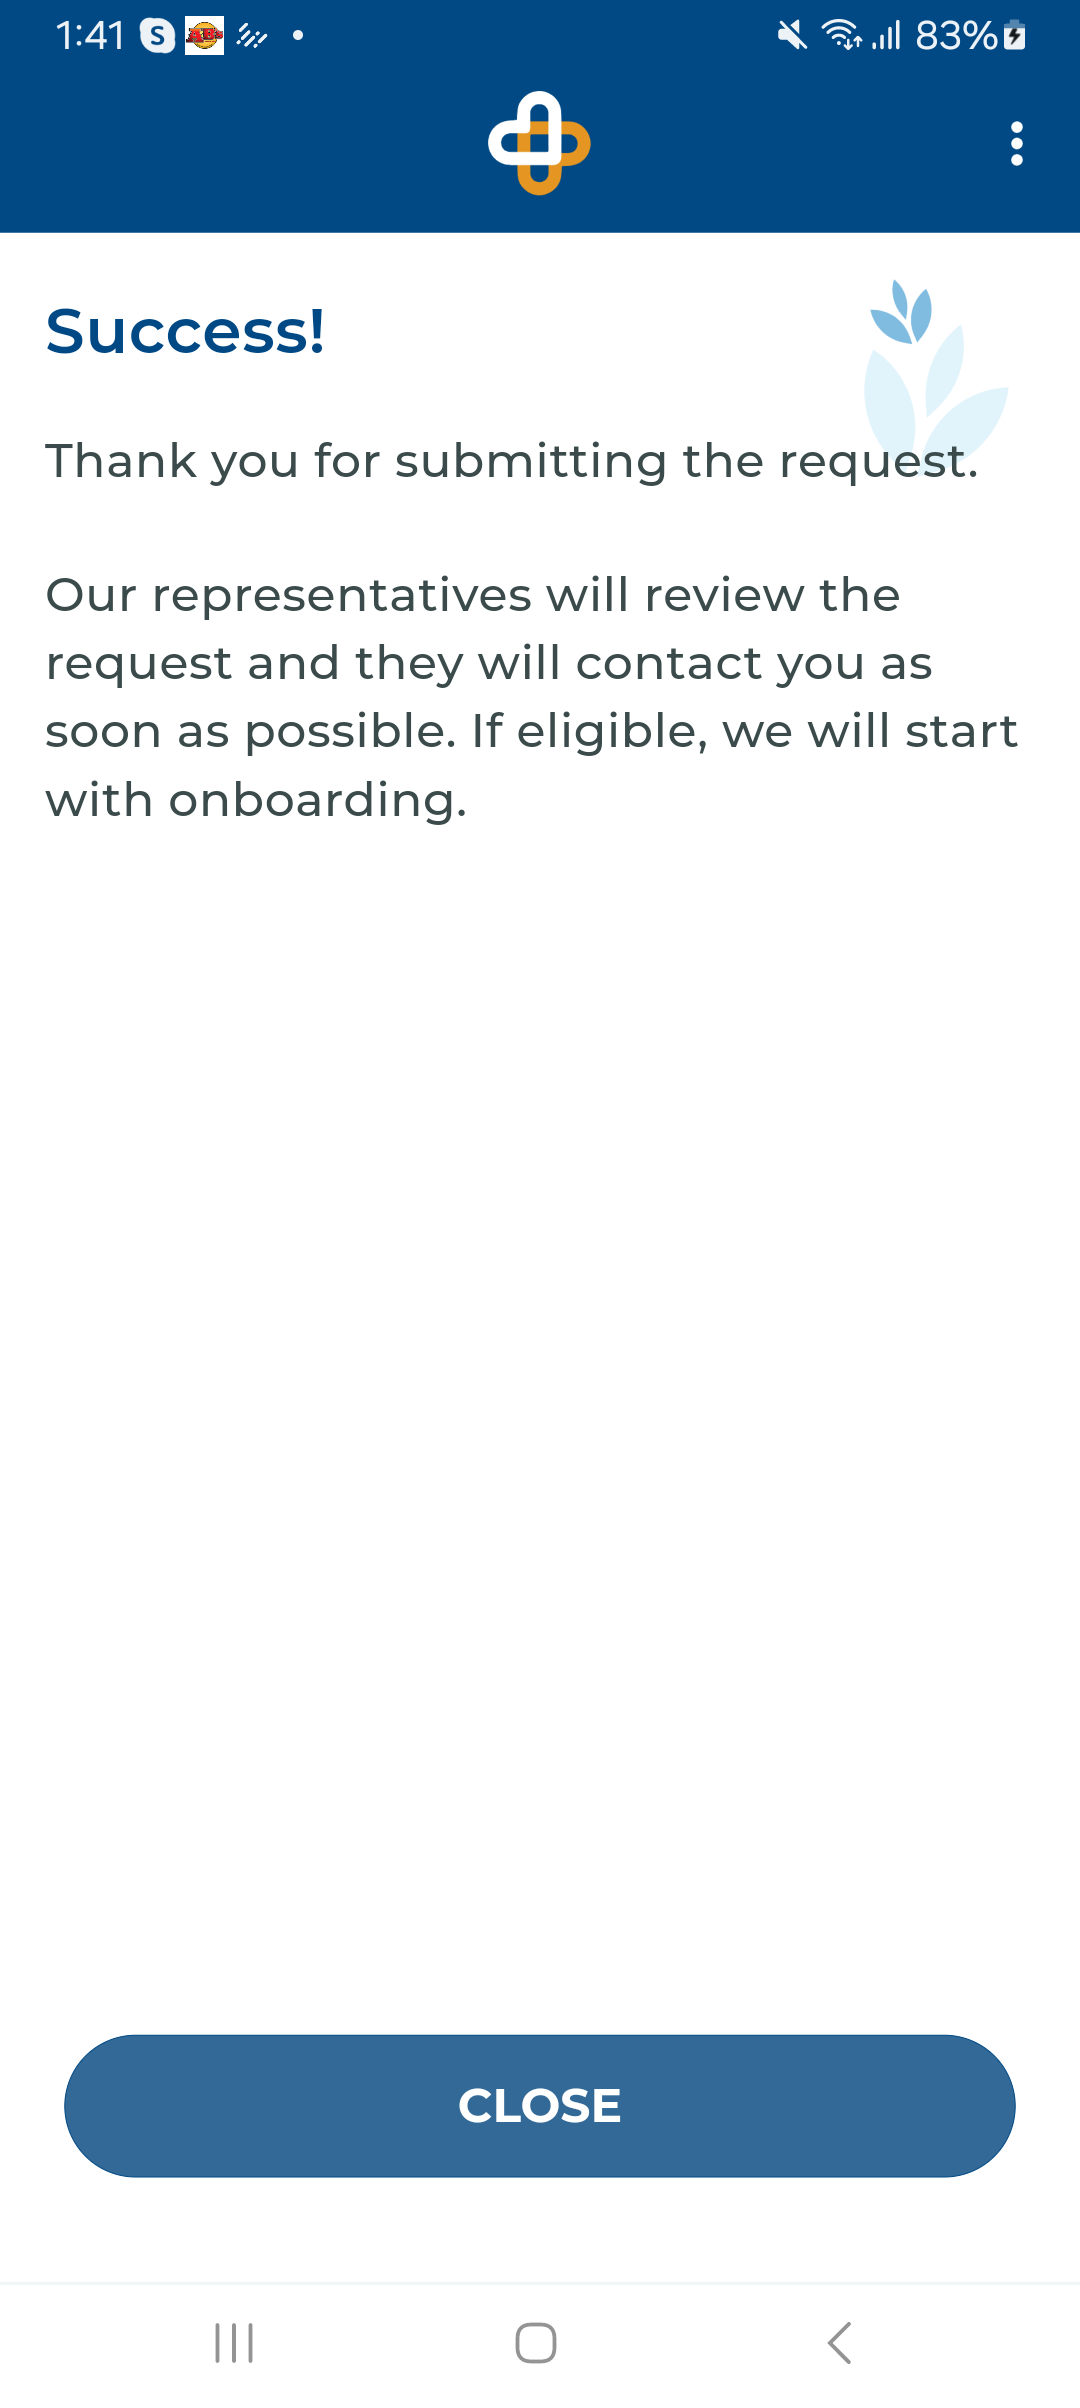 1:41 S ABs 83%
Success!
Thank you for submitting the request.
Our representatives will review the
request and they will contact you as
soon as possible. If eligible, we will start
with onboarding.
CLOSE